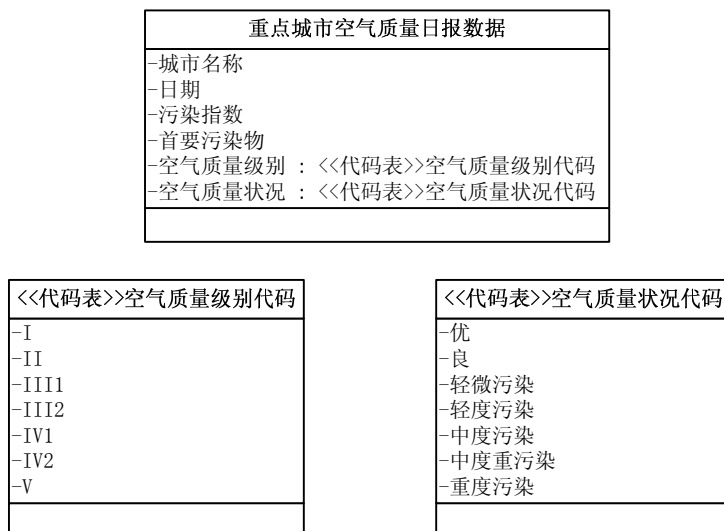 重点城市空气质量日报数据
-城市名称
-日期
-污染指数
-首要污染物
-空气质量级别 : <<代码表>>空气质量级别代码
-空气质量状况 : <<代码表>>空气质量状况代码
<<代码表>>空气质量级别代码
-I
-II
-III1
-III2
-IV1
-IV2
-V
<<代码表>>空气质量状况代码
-优
-良
-轻微污染
-轻度污染
-中度污染
-中度重污染
-重度污染